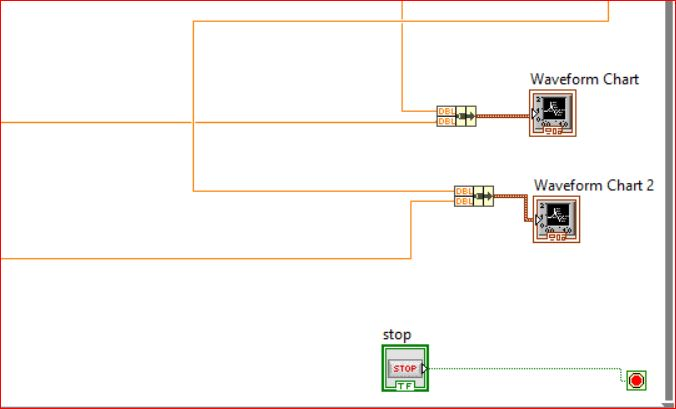 Waveform Chart
DBL
DBL
Waveform Chart 2
DBL
DBL
stop
STOP
TF